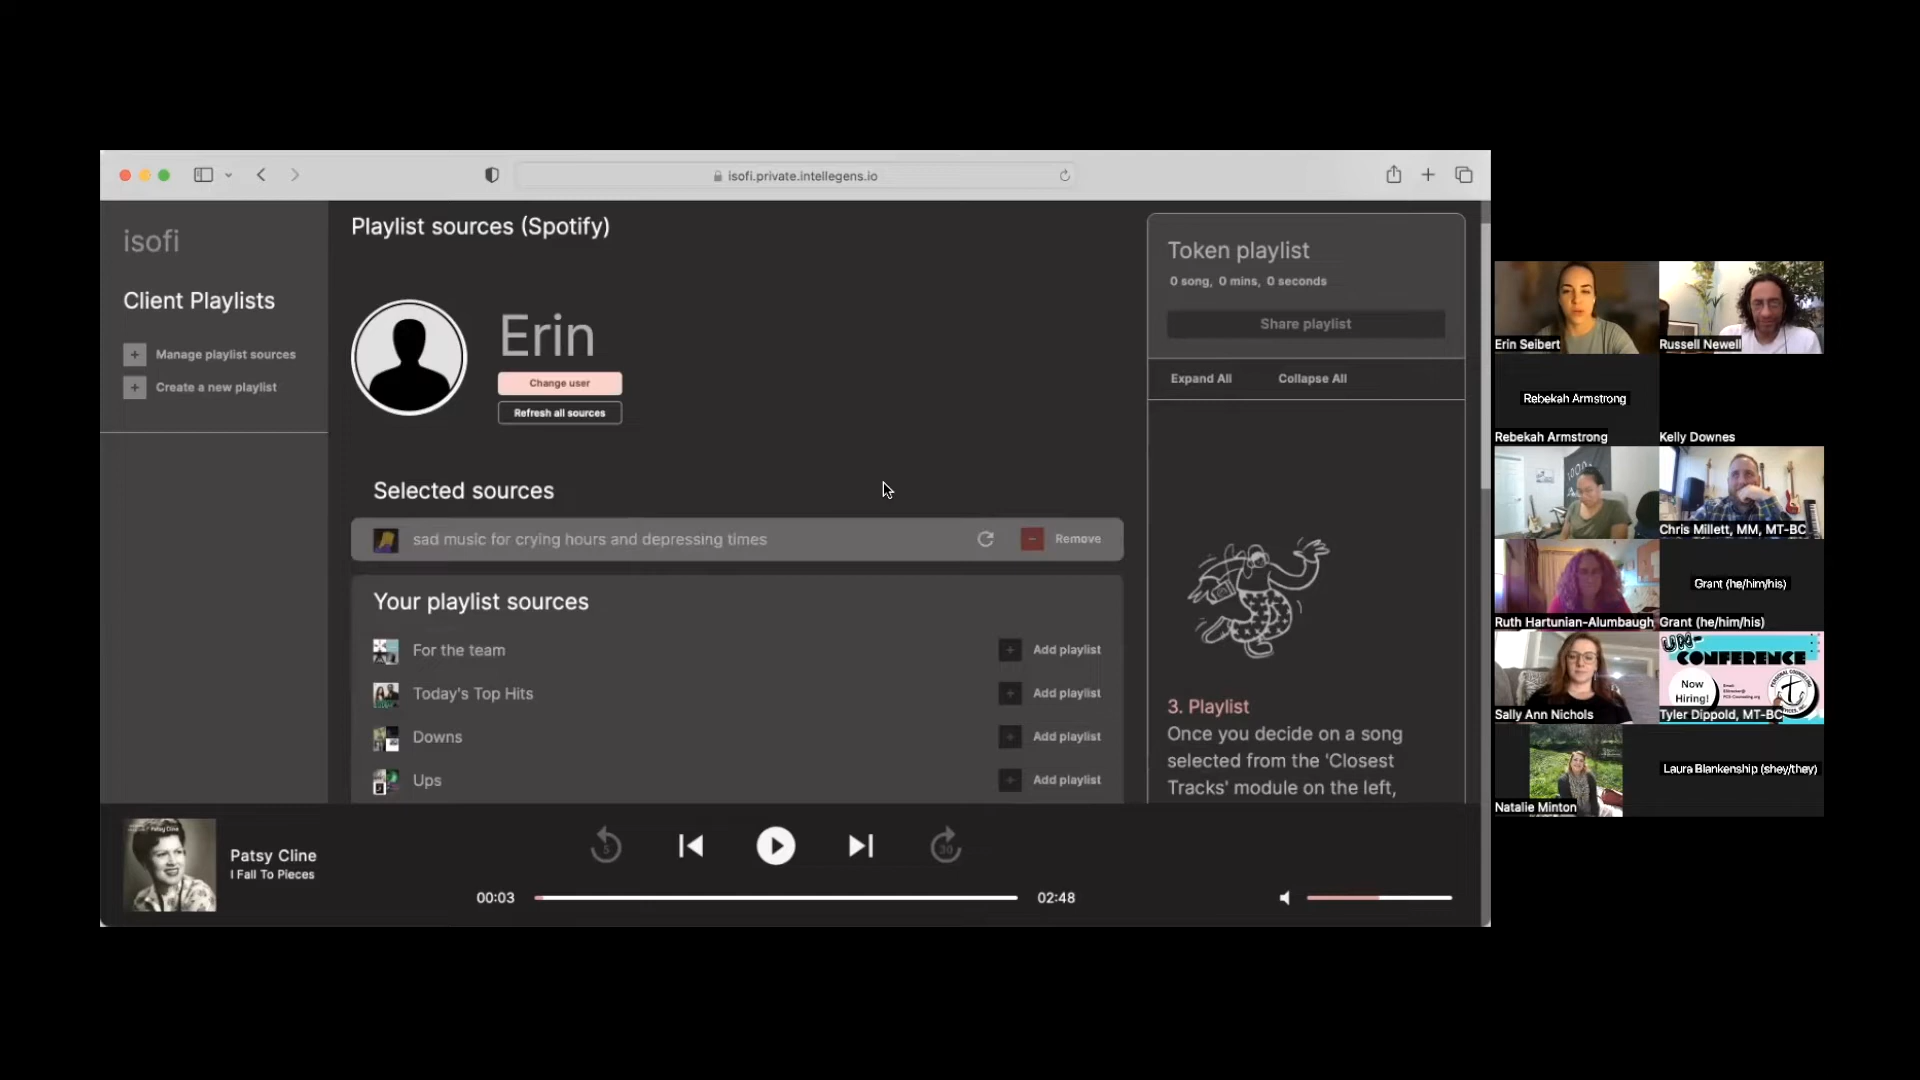 isofi.private.intellegens.io
isofi
Client Playlists
+ Manage playlist sources
+ Create a new playlist
Playlist sources (Spotify)
Erin
Change user
Refresh all sources
Selected sources
sad music for crying hours and depressing times
Remove
Your playlist sources
For the team
+ Add playlist
Today's Top Hits
+ Add playlist
Downs
+ Add playlist
Ups
+ Add playlist
Token playlist
0 song, 0 mins, 0 seconds
Share playlist
Expand All
Collapse All
3. Playlist
Once you decide on a song
selected from the 'Closest
Tracks' module on the left,
Patsy Cline
Patsy Cline
I Fall To Pieces
5
30
00:03
02:48
Erin Seibert
Russell Newell
Rebekah Armstrong
Rebekah Armstrong
Kelly Downes
Chris Millett, MM, MT-BC
Grant (he/him/his)
Ruth Hartunian-Alumbaugh
Grant (he/him/his)
UN-
CONFERENCE
Now
Hiring!
Sally Ann Nichols
Tyler Dippold, MT-BC
Laura Blankenship (shey/they)
Natalie Minton